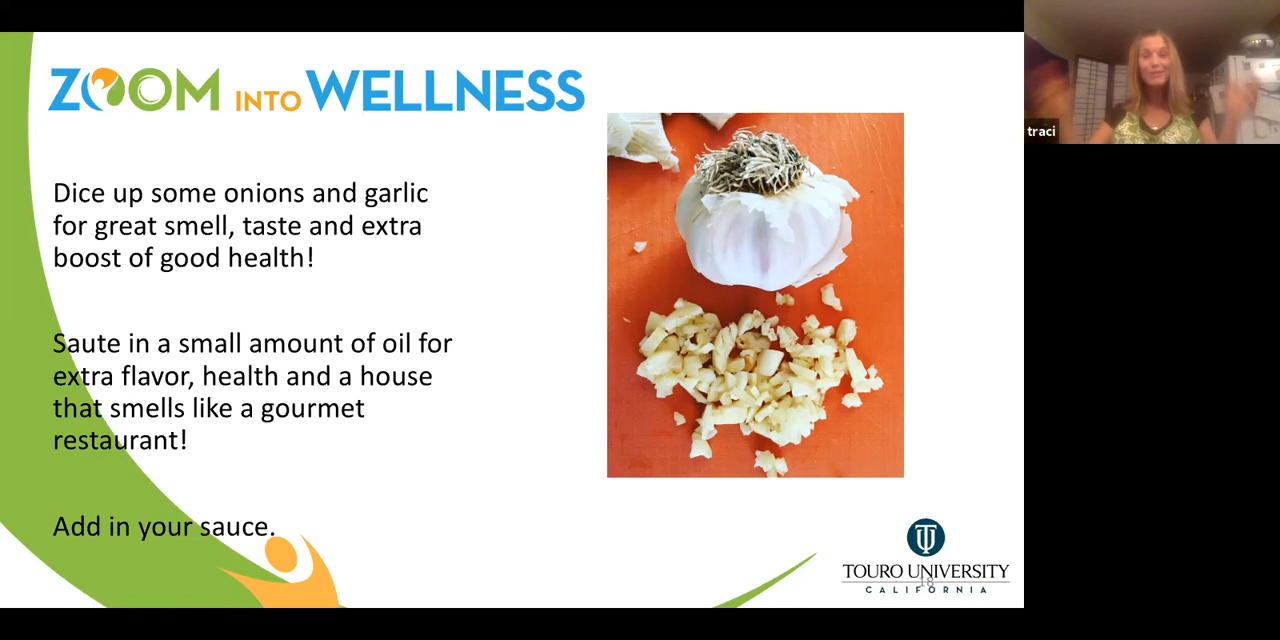 ZOOM INTO WELLNESS
traci
Dice up some onions and garlic
for great smell, taste and extra
boost of good health!
Saute in a small amount of oil for
extra flavor, health and a house
that smells like a gourmet
restaurant!
Add in your sauce.
TOURO UNIVERSITY
18
CALIFORNIA